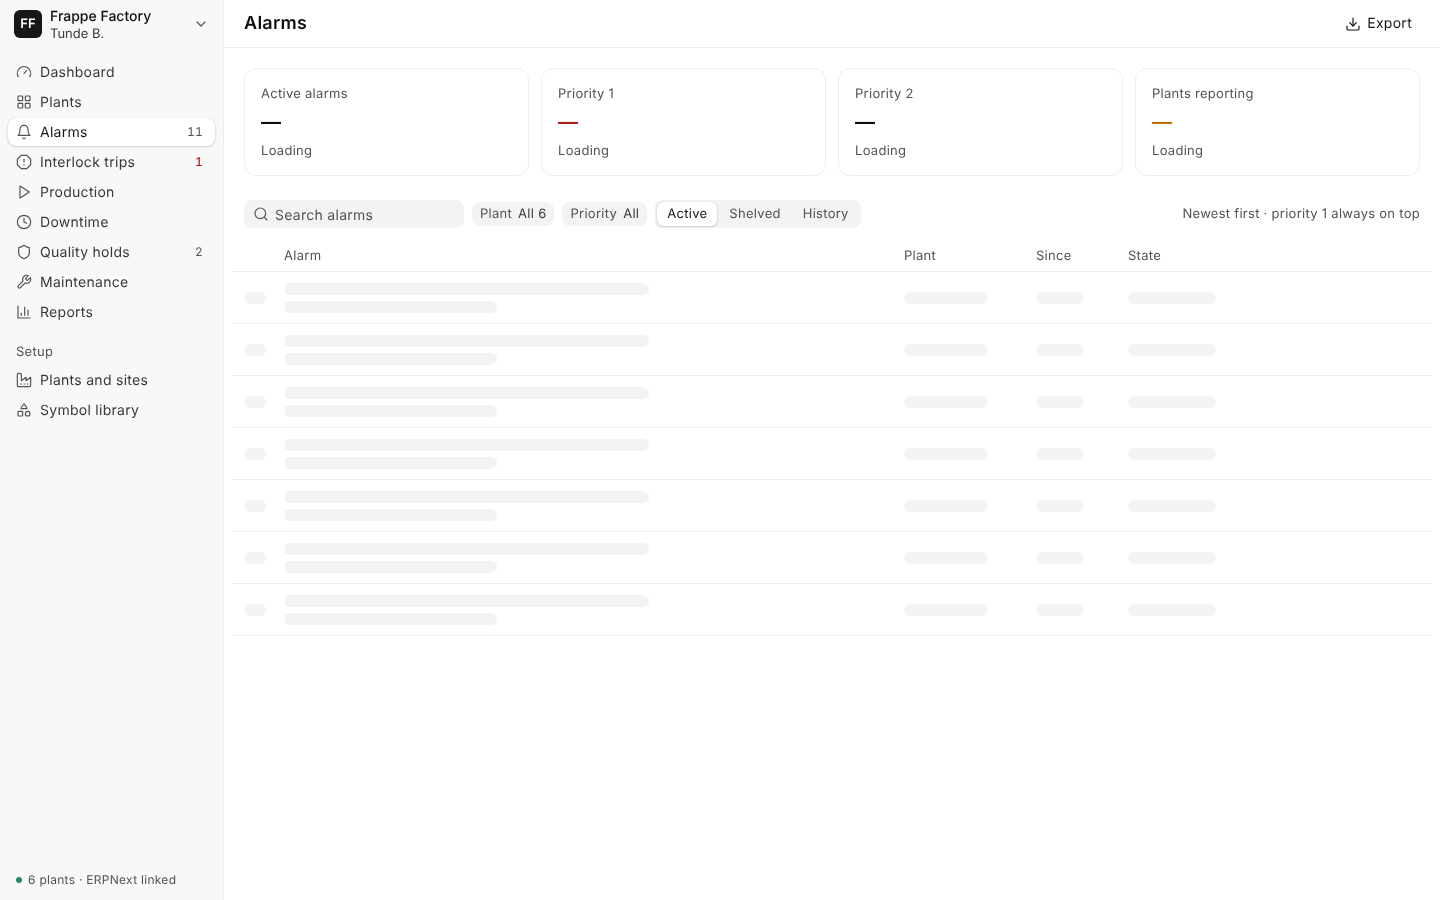 FF
Frappe Factory
Tunde B.
Dashboard
Plants
Alarms 11
Interlock trips 1
Production
Downtime
Quality holds 2
Maintenance
Reports
Setup
Plants and sites
Symbol library
6 plants · ERPNext linked
Alarms
Export
Active alarms
—
Loading
Priority 1
—
Loading
Priority 2
—
Loading
Plants reporting
—
Loading
Search alarms
Plant All 6
Priority All
Active
Shelved
History
Newest first · priority 1 always on top
Alarm
Plant
Since
State